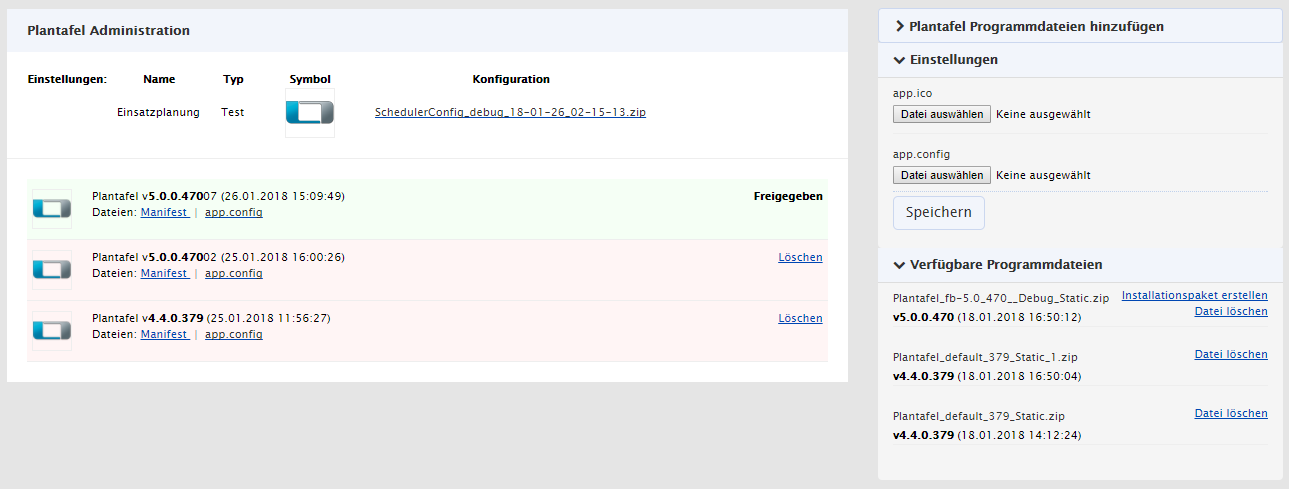 Plantafel Administration
Einstellungen: Name Typ Symbol Konfiguration
Einsatzplanung Test SchedulerConfig_debug_18-01-26_02-15-13.zip
Plantafel v5.0.0.47007 (26.01.2018 15:09:49) Freigegeben
Dateien: Manifest | app.config
Plantafel v5.0.0.47002 (25.01.2018 16:00:26) Löschen
Dateien: Manifest | app.config
Plantafel v4.4.0.379 (25.01.2018 11:56:27) Löschen
Dateien: Manifest | app.config
Plantafel Programmdateien hinzufügen
Einstellungen
app.ico
Datei auswählen Keine ausgewählt
app.config
Datei auswählen Keine ausgewählt
Speichern
Verfügbare Programmdateien
Plantafel_fb-5.0_470__Debug_Static.zip Installationspaket erstellen
v5.0.0.470 (18.01.2018 16:50:12) Datei löschen
Plantafel_default_379_Static_1.zip Datei löschen
v4.4.0.379 (18.01.2018 16:50:04)
Plantafel_default_379_Static.zip Datei löschen
v4.4.0.379 (18.01.2018 14:12:24)